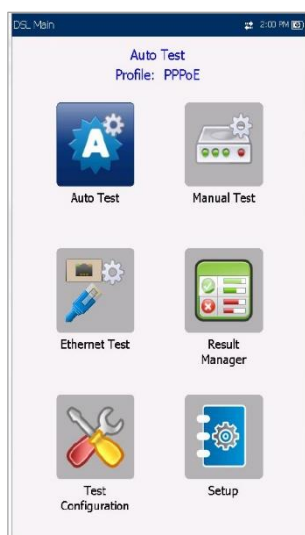 DSL Main 2:00 PM
Auto Test
Profile: PPPoE
A
Auto Test
Manual Test
Ethernet Test
Result
Manager
Test
Configuration
Setup